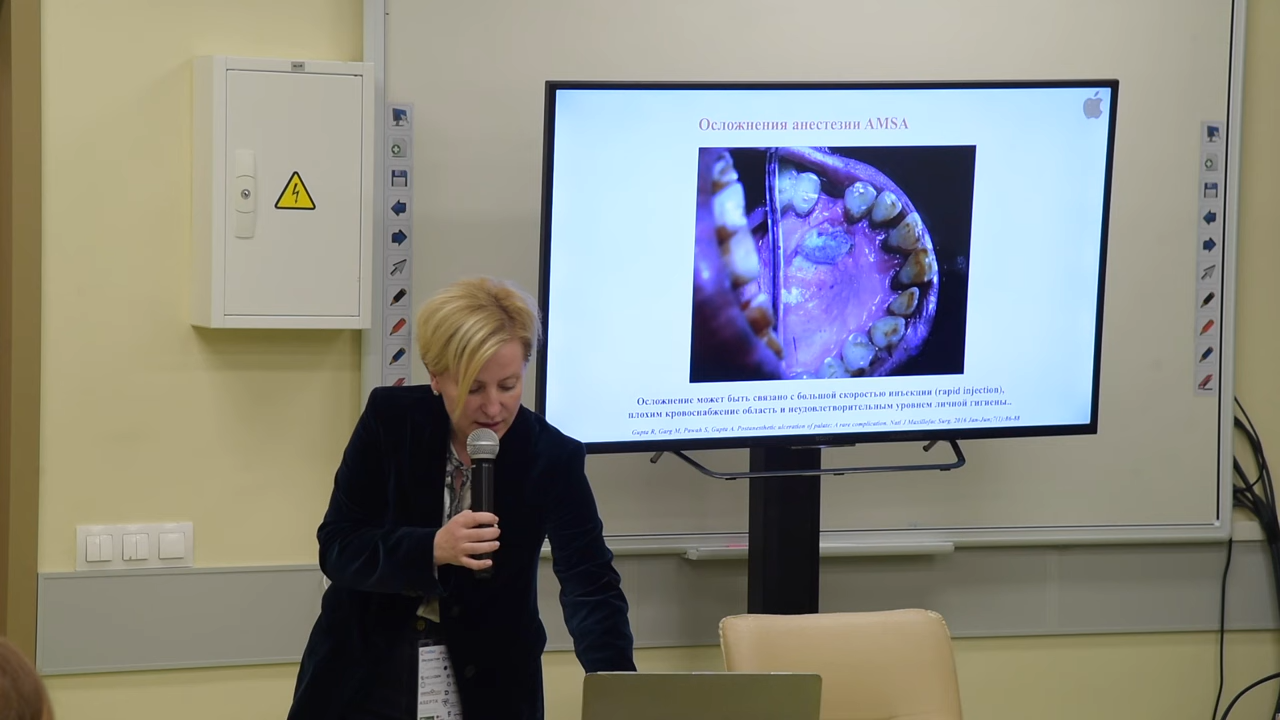 Осложнения анестезии AMSA
Осложнение может быть связано с большой скоростью инъекции (rapid injection),
плохим кровоснабжение область и неудовлетворительным уровнем личной гигиены..
Gupta R, Garg M, Pawah S, Gupta A. Postanesthetic ulceration of palate: A rare complication. Natl J Maxillofac Surg. 2016 Jan-Jun;7(1):86-88